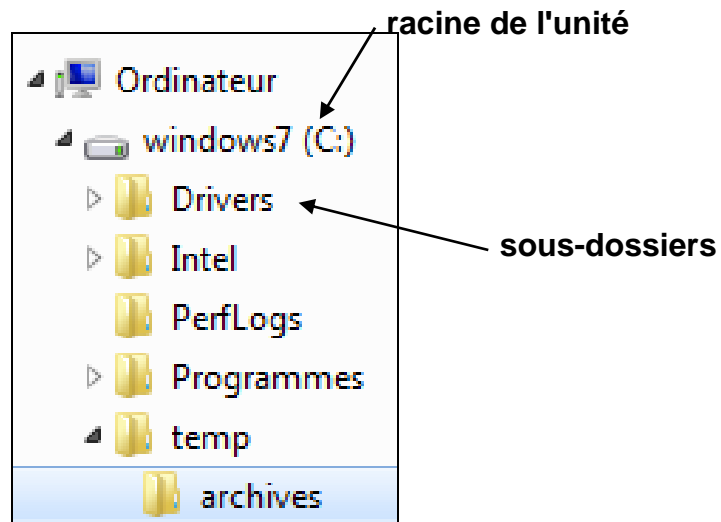 racine de l'unité
Ordinateur
windows7 (C:)
Drivers
sous-dossiers
Intel
PerfLogs
Programmes
temp
archives